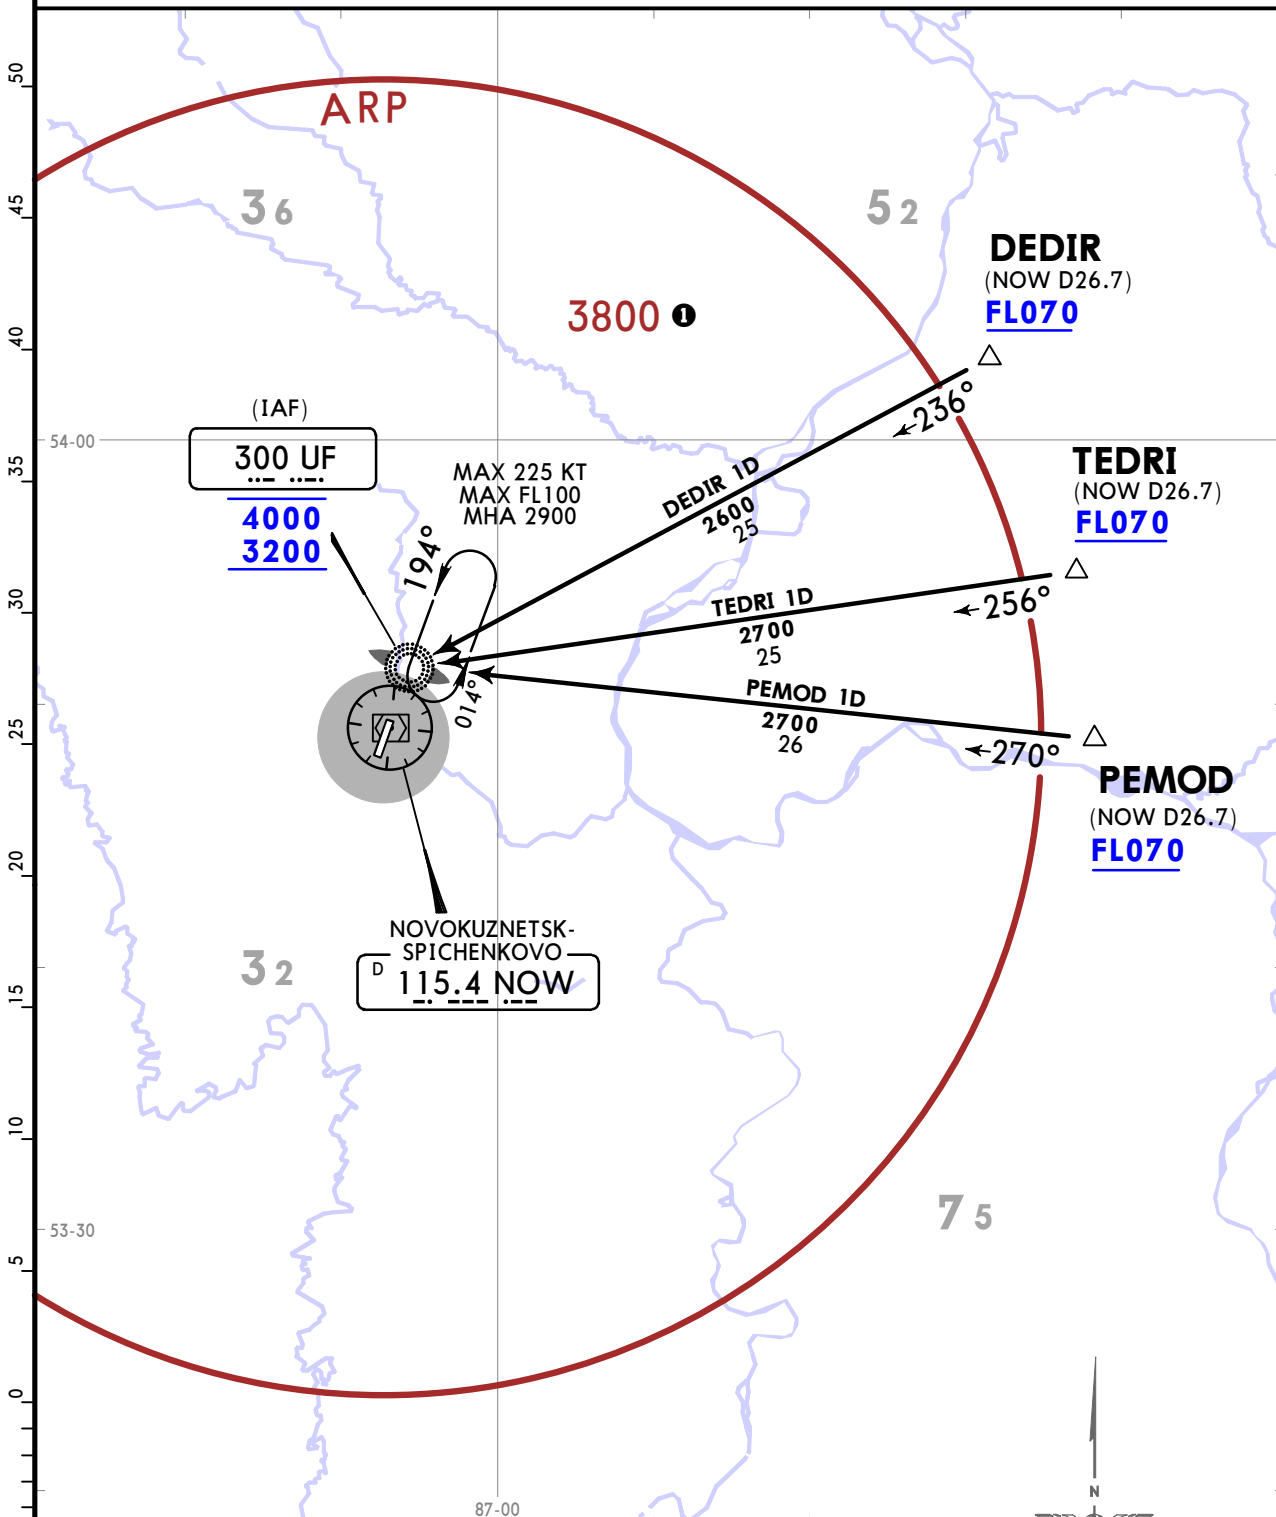 50
ARP
36
52
45
DEDIR
(NOW D26.7)
FL070
3800 1
40
236°
(IAF)
300 UF
4000
3200
54-00
35
MAX 225 KT
MAX FL100
MHA 2900
194°
DEDIR 1D
2600
25
TEDRI
(NOW D26.7)
FL070
30
256°
TEDRI 1D
2700
25
014°
PEMOD 1D
2700
26
270°
25
PEMOD
(NOW D26.7)
FL070
20
NOVOKUZNETSK-
SPICHENKOVO
D 115.4 NOW
32
15
10
75
53-30
5
0
N
87-00